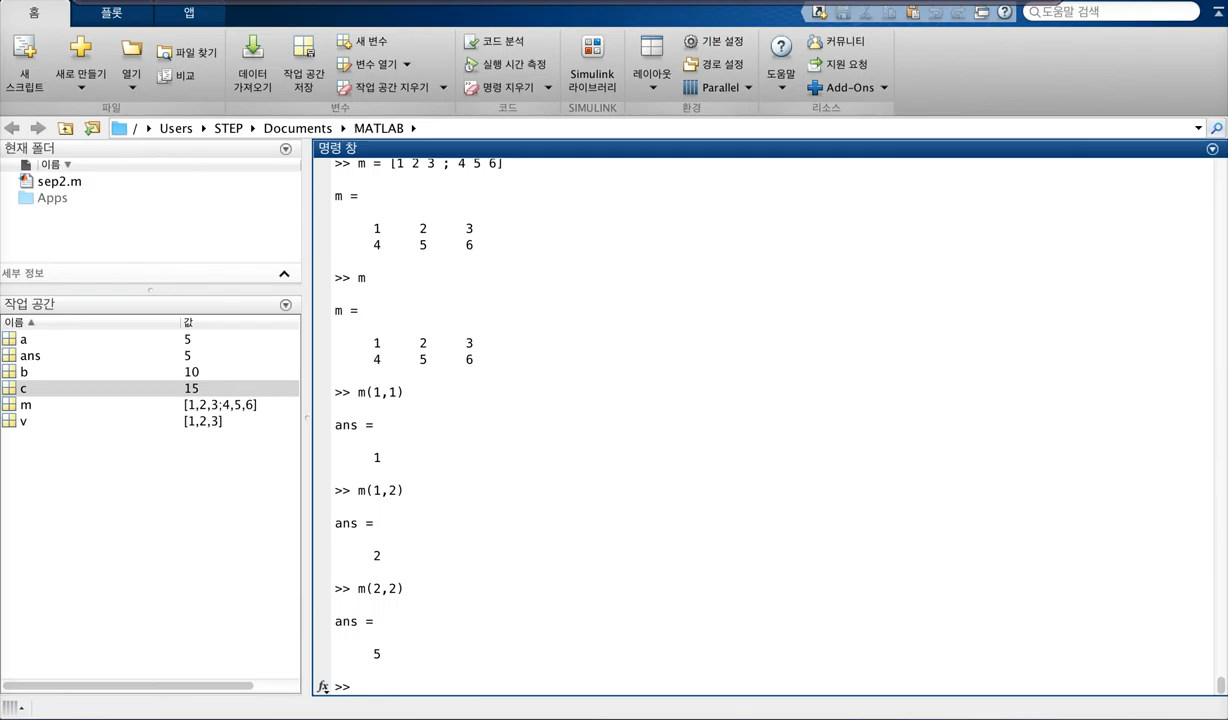 홈 플롯 앱
도움말 검색
새 스크립트
새로 만들기
열기
파일 찾기
비교
데이터 가져오기
작업 공간 저장
새 변수
변수 열기
작업 공간 지우기
코드 분석
실행 시간 측정
명령 지우기
Simulink 라이브러리
레이아웃
기본 설정
경로 설정
Parallel
도움말
커뮤니티
지원 요청
Add-Ons
파일 변수 코드 SIMULINK 환경 리소스
/ Users STEP Documents MATLAB
현재 폴더
이름
sep2.m
Apps
세부 정보
작업 공간
이름 값
a 5
ans 5
b 10
c 15
m [1,2,3;4,5,6]
v [1,2,3]
명령 창
>> m = [1 2 3 ; 4 5 6]
m =
1 2 3
4 5 6
>> m
m =
1 2 3
4 5 6
>> m(1,1)
ans =
1
>> m(1,2)
ans =
2
>> m(2,2)
ans =
5
fx >>